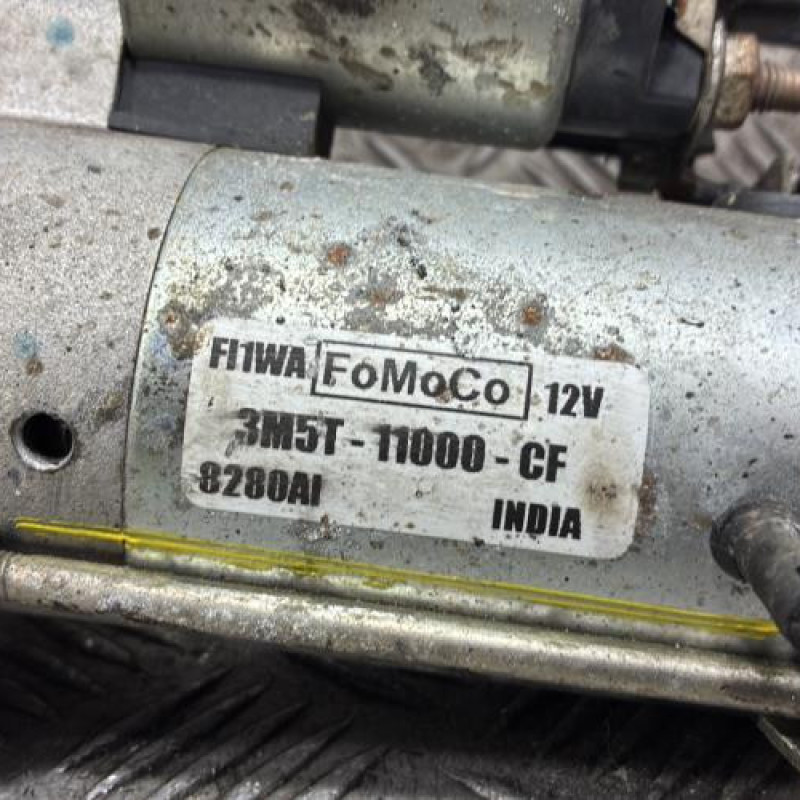 FI1WA FoMoCo 12V
3M5T-11000-CF
8280AI
INDIA